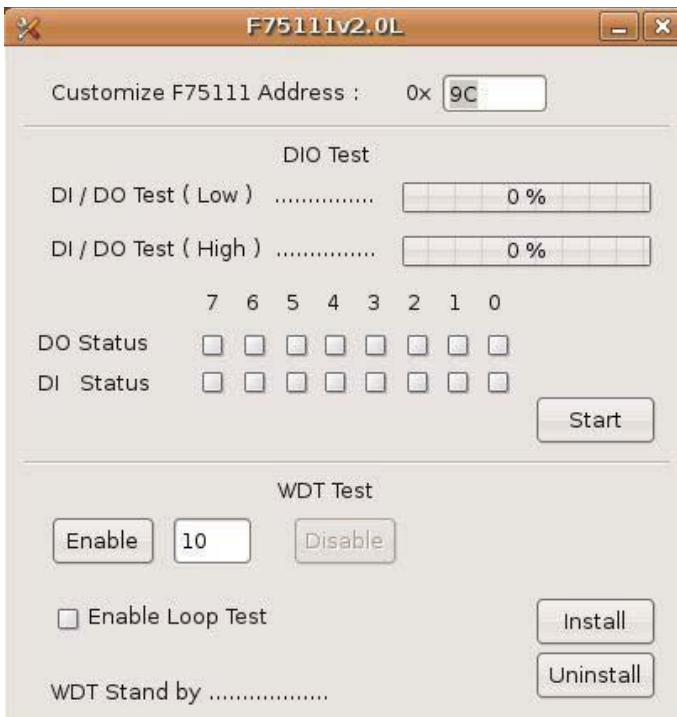 F75111v2.0L
Customize F75111 Address : 0x 9C
DIO Test
DI / DO Test ( Low ) ............... 0 %
DI / DO Test ( High ) ............... 0 %
7 6 5 4 3 2 1 0
DO Status
DI Status
Start
WDT Test
Enable 10 Disable
Enable Loop Test
Install
Uninstall
WDT Stand by ..................